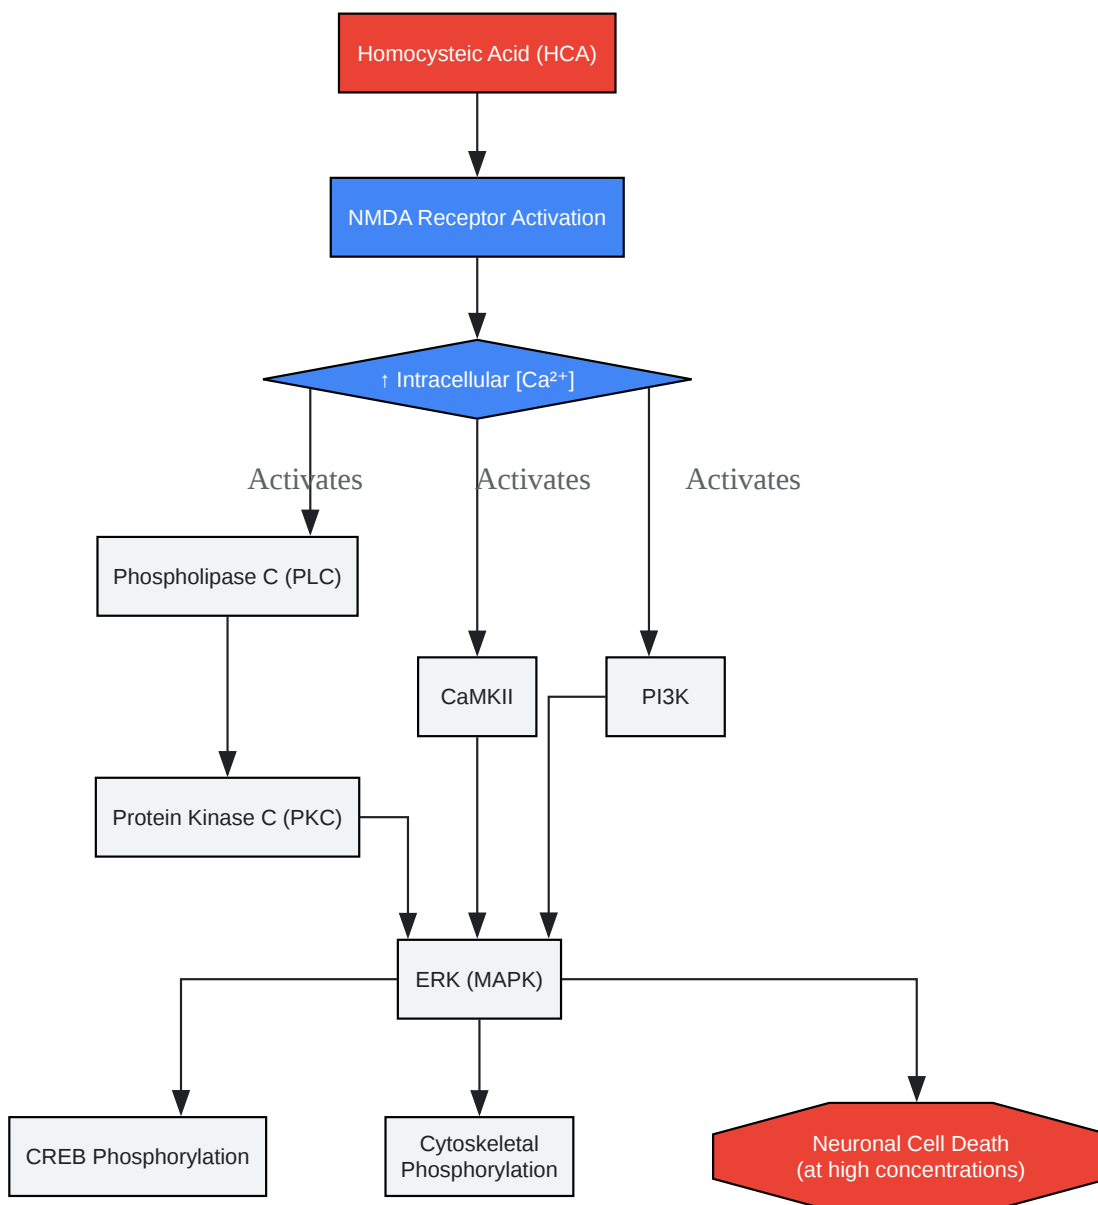 Homocysteic Acid (HCA)
NMDA Receptor Activation
↑ Intracellular [Ca²⁺]
Activates
Activates
Activates
Phospholipase C (PLC)
CaMKII
PI3K
Protein Kinase C (PKC)
ERK (MAPK)
CREB Phosphorylation
Cytoskeletal
Phosphorylation
Neuronal Cell Death
(at high concentrations)